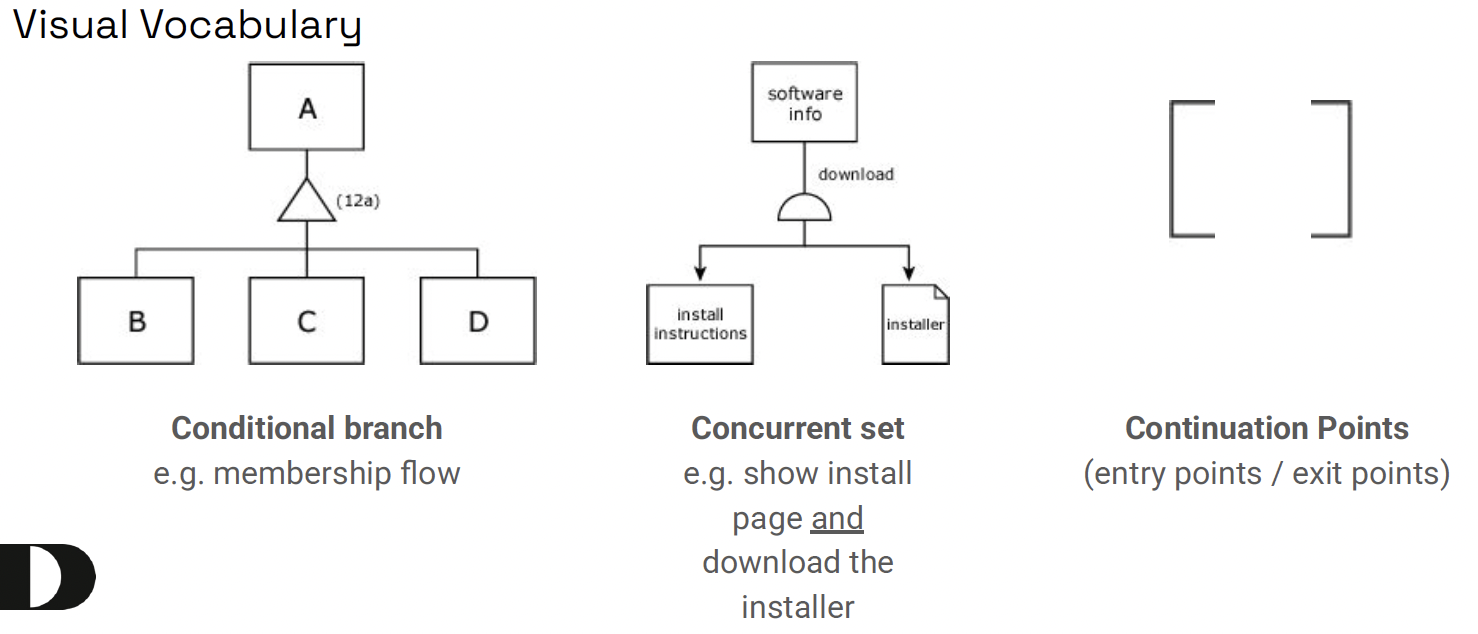 Visual Vocabulary
A
(12a)
B
C
D
Conditional branch
e.g. membership flow
software
info
download
install
instructions
installer
Concurrent set
e.g. show install
page and
download the
installer
Continuation Points
(entry points / exit points)